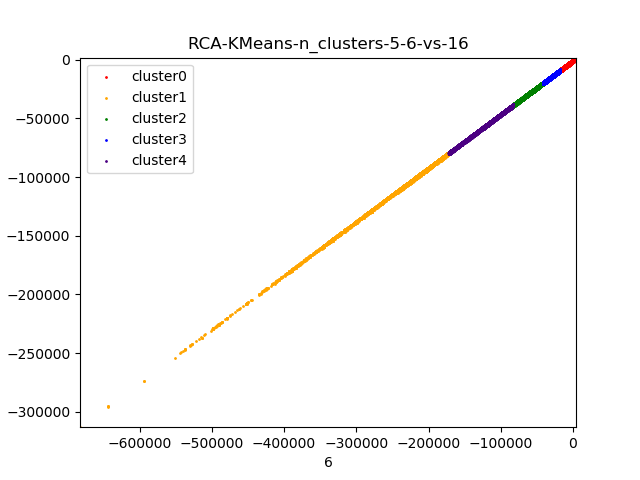 RCA-KMeans-n_clusters-5-6-vs-16
cluster0
cluster1
cluster2
cluster3
cluster4
0
−50000
−100000
−150000
−200000
−250000
−300000
−600000 −500000 −400000 −300000 −200000 −100000 0
6